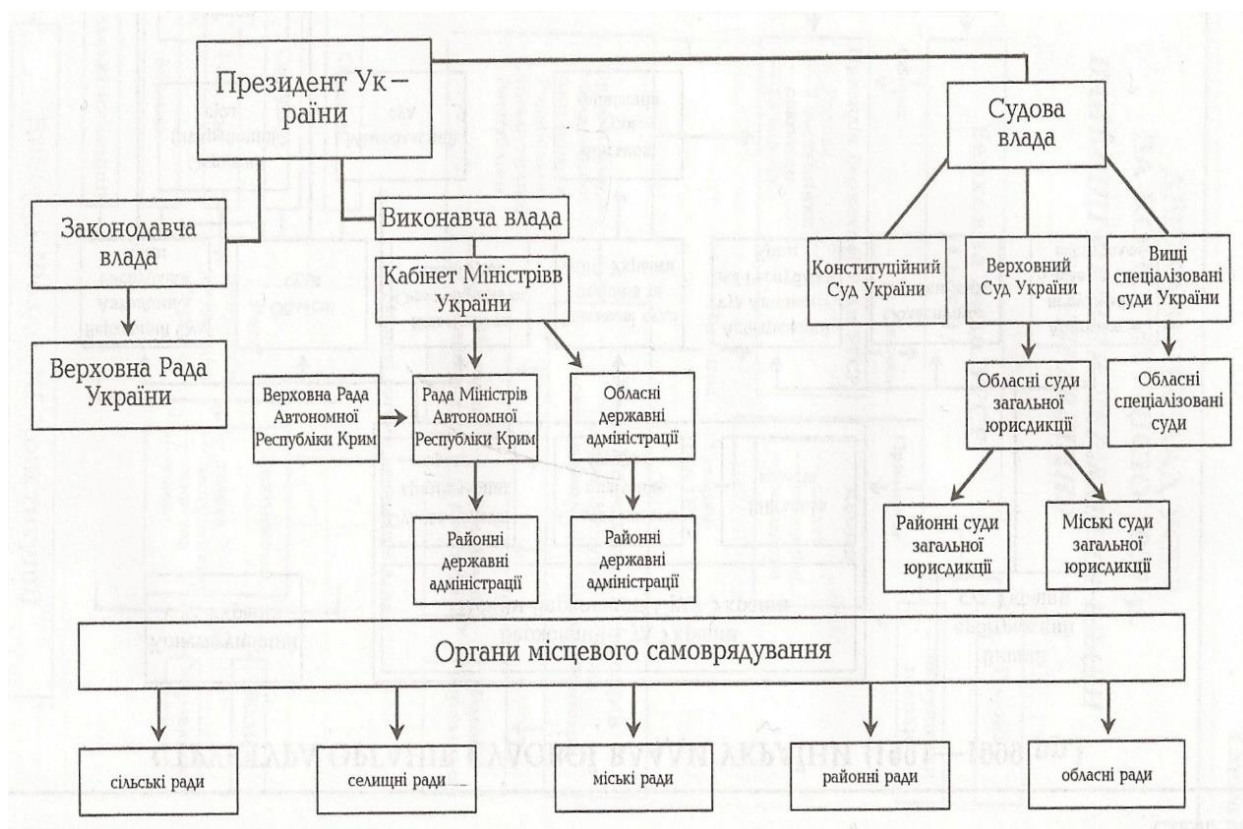 Президент Ук—
раїни
Судова
влада
Законодавча
влада
Виконавча влада
Кабінет Міністрівв
України
Конституційний
Суд України
Верховний
Суд України
Вищі
спеціалізовані
суди України
Верховна Рада
України
Верховна Рада
Автономної
Республіки Крим
Рада Міністрів
Автономної
Республіки Крим
Обласні
державні
адміністрації
Обласні суди
загальної
юрисдикції
Обласні
спеціалізовані
суди
Районні
державні
адміністрації
Районні
державні
адміністрації
Районні суди
загальної
юрисдикції
Міські суди
загальної
юрисдикції
Органи місцевого самоврядування
сільські ради
селищні ради
міські ради
районні ради
обласні ради